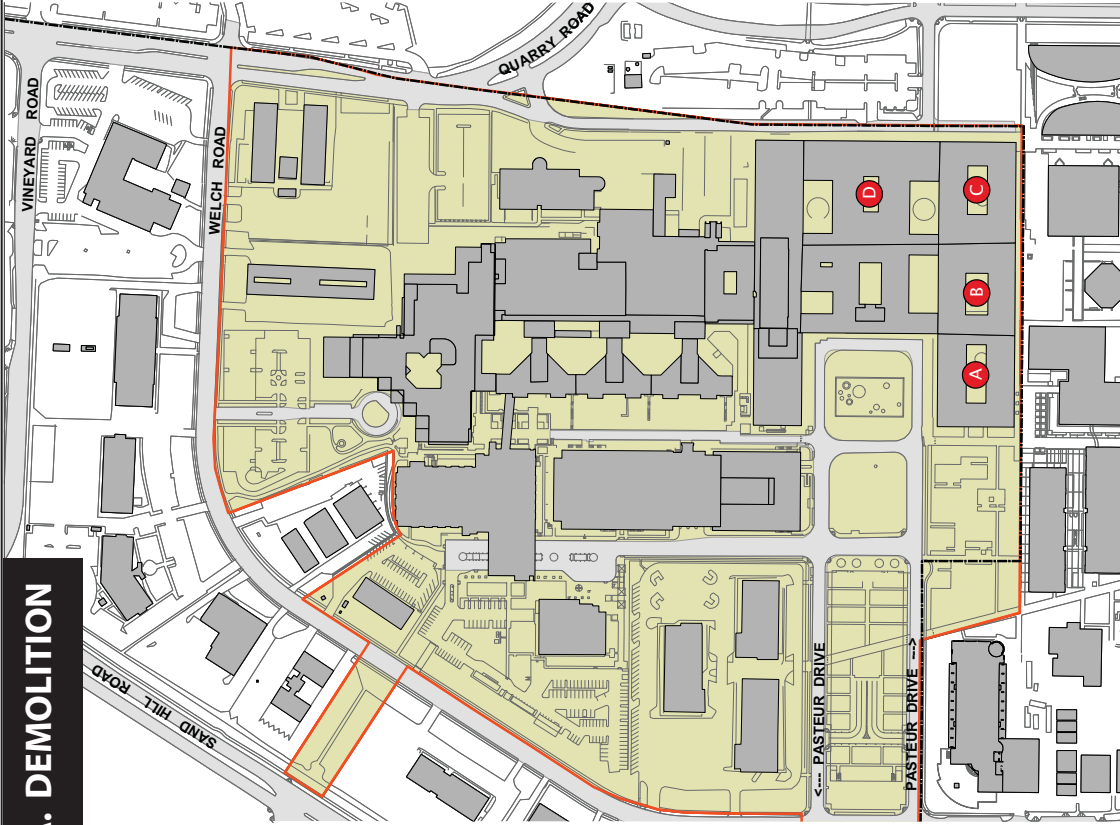 VINEYARD ROAD
WELCH ROAD
QUARRY ROAD
D
C
B
A
. DEMOLITION
SAND HILL ROAD
<--- PASTEUR DRIVE
PASTEUR DRIVE --->